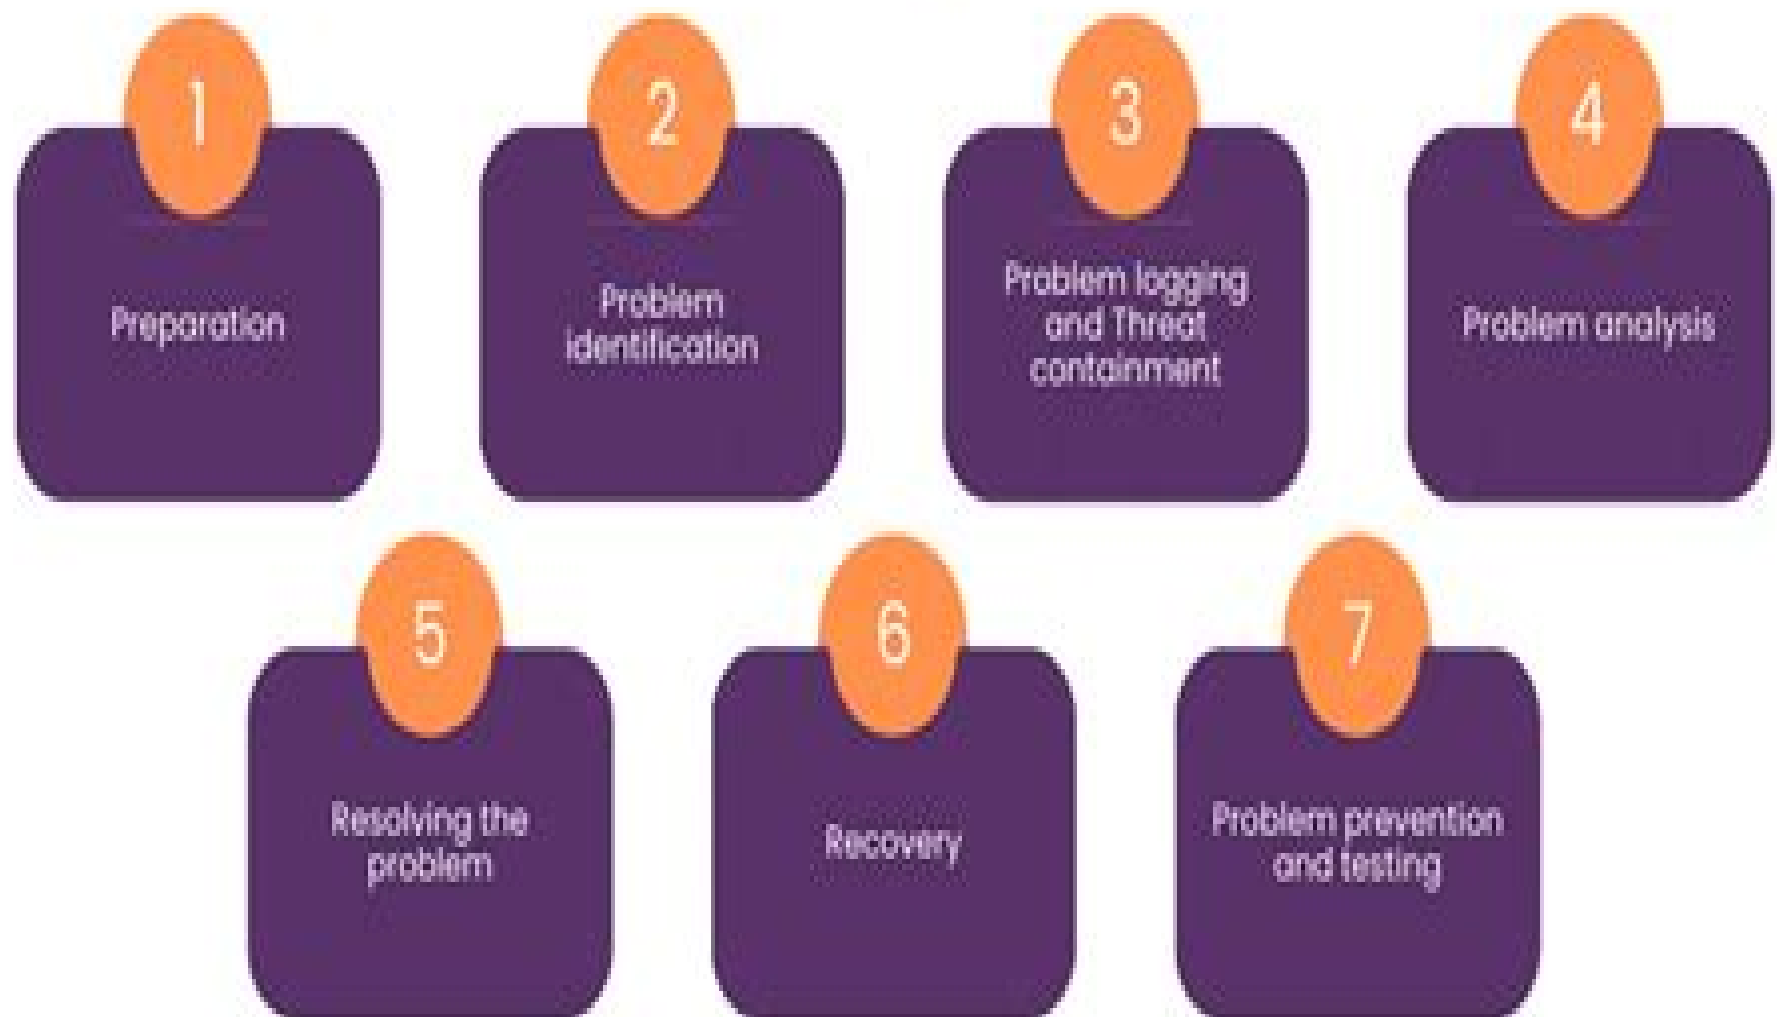 1
Preparation
2
Problem
identification
3
Problem logging
and Threat
containment
4
Problem analysis
5
Resolving the
problem
6
Recovery
7
Problem prevention
and testing